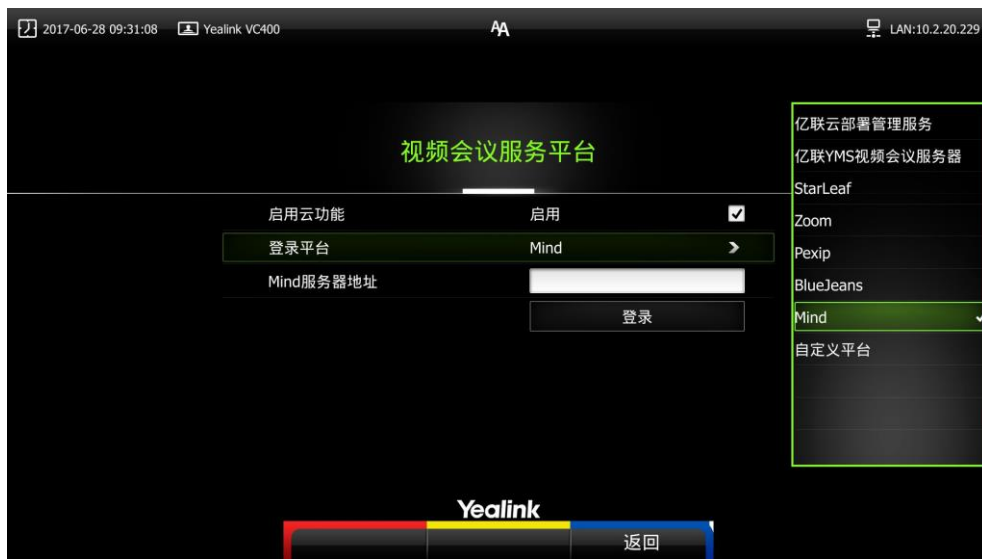 2017-06-28 09:31:08 Yealink VC400 AA LAN:10.2.20.229
视频会议服务平台
启用云功能 启用
登录平台 Mind
Mind服务器地址
登录
亿联云部署管理服务
亿联YMS视频会议服务器
StarLeaf
Zoom
Pexip
BlueJeans
Mind
自定义平台
Yealink
返回